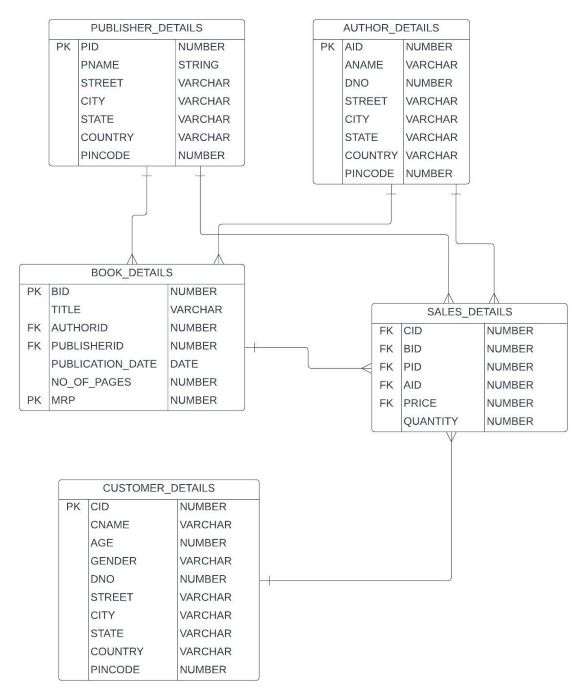 PUBLISHER_DETAILS
PK PID NUMBER
PNAME STRING
STREET VARCHAR
CITY VARCHAR
STATE VARCHAR
COUNTRY VARCHAR
PINCODE NUMBER
AUTHOR_DETAILS
PK AID NUMBER
ANAME VARCHAR
DNO NUMBER
STREET VARCHAR
CITY VARCHAR
STATE VARCHAR
COUNTRY VARCHAR
PINCODE NUMBER
BOOK_DETAILS
PK BID NUMBER
TITLE VARCHAR
FK AUTHORID NUMBER
FK PUBLISHERID NUMBER
PUBLICATION_DATE DATE
NO_OF_PAGES NUMBER
PK MRP NUMBER
SALES_DETAILS
FK CID NUMBER
FK BID NUMBER
FK PID NUMBER
FK AID NUMBER
FK PRICE NUMBER
QUANTITY NUMBER
CUSTOMER_DETAILS
PK CID NUMBER
CNAME VARCHAR
AGE NUMBER
GENDER VARCHAR
DNO NUMBER
STREET VARCHAR
CITY VARCHAR
STATE VARCHAR
COUNTRY VARCHAR
PINCODE NUMBER